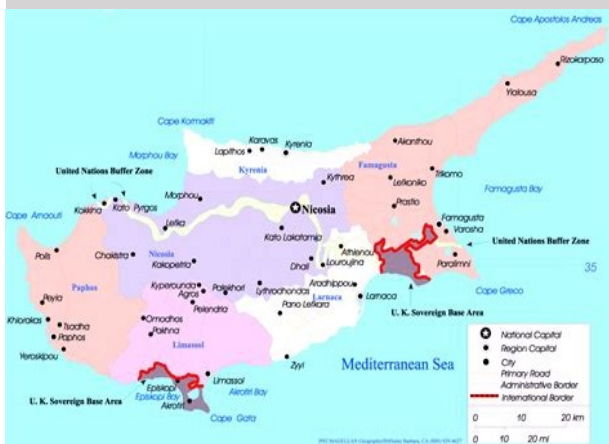 Cape Apostolos Andreas
Rizokarpaso
Yialousa
Cape Kormakiti
Karavas
Lapithos
Kyrenia
Akanthou
Morphou Bay
Kyrenia
Famagusta
United Nations Buffer Zone
Kythrea
Lefkoniko
Trikomo
Morphou
Prastio
Famagusta Bay
Kokkina
Kato Pyrgos
Nicosia
Cape Arnaouti
Lefka
Kato Lakatamia
Famagusta
Varosha
United Nations Buffer Zone
Polis
Chakistra
Nicosia
Athienou
Kakopetria
Dhali
Louroujina
Paralimni
35
Paphos
Kyperounda
Palekhori
Lythrodhondas
Aradhippou
Larnaca
Larnaca
Cape Greco
Peyia
Agros
Pelendria
Pano Lefkara
U. K. Sovereign Base Area
Khlorakas
Tsadha
Omodhos
Paphos
Pakhna
Limassol
National Capital
Region Capital
Yeroskipou
Zyyi
Mediterranean Sea
City
Primary Road
Episkopi
Limassol
Administrative Border
U. K. Sovereign Base Area
Episkopi Bay
Akrotiri Bay
International Border
Akrotiri
Cape Gata
0 10 20 km
0 10 20 mi